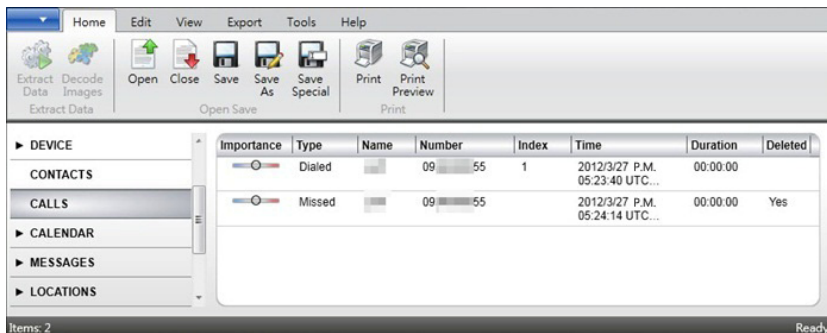 Home Edit View Export Tools Help
Extract Data Decode Images Open Close Save Save As Save Special Print Print Preview
Extract Data Open Save Print
DEVICE
CONTACTS
CALLS
CALENDAR
MESSAGES
LOCATIONS
Importance Type Name Number Index Time Duration Deleted
Dialed 09 55 1 2012/3/27 P.M. 00:00:00
05:23:40 UTC...
Missed 09 55 2012/3/27 P.M. 00:00:00 Yes
05:24:14 UTC...
Items: 2 Ready